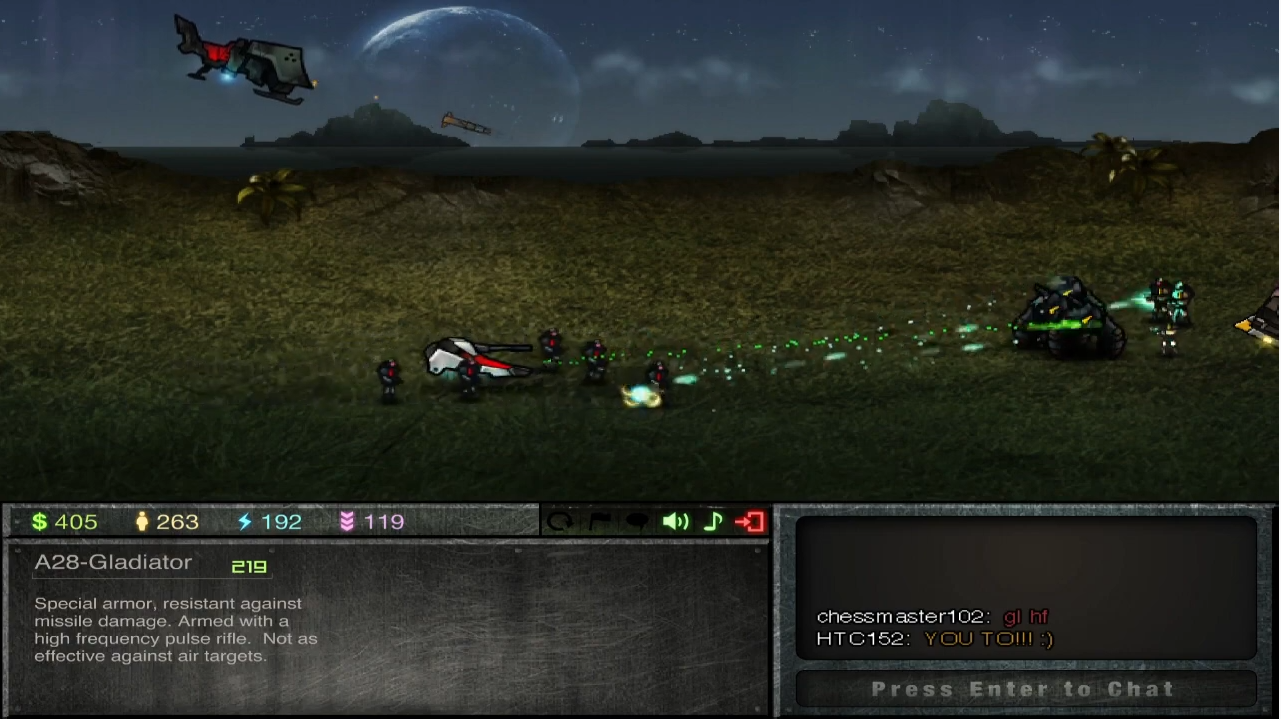 $ 405 263 192 119
A28-Gladiator 219
Special armor, resistant against
missile damage. Armed with a
high frequency pulse rifle. Not as
effective against air targets.
chessmaster102: gl hf
HTC152: YOU TO!!! :)
Press Enter to Chat